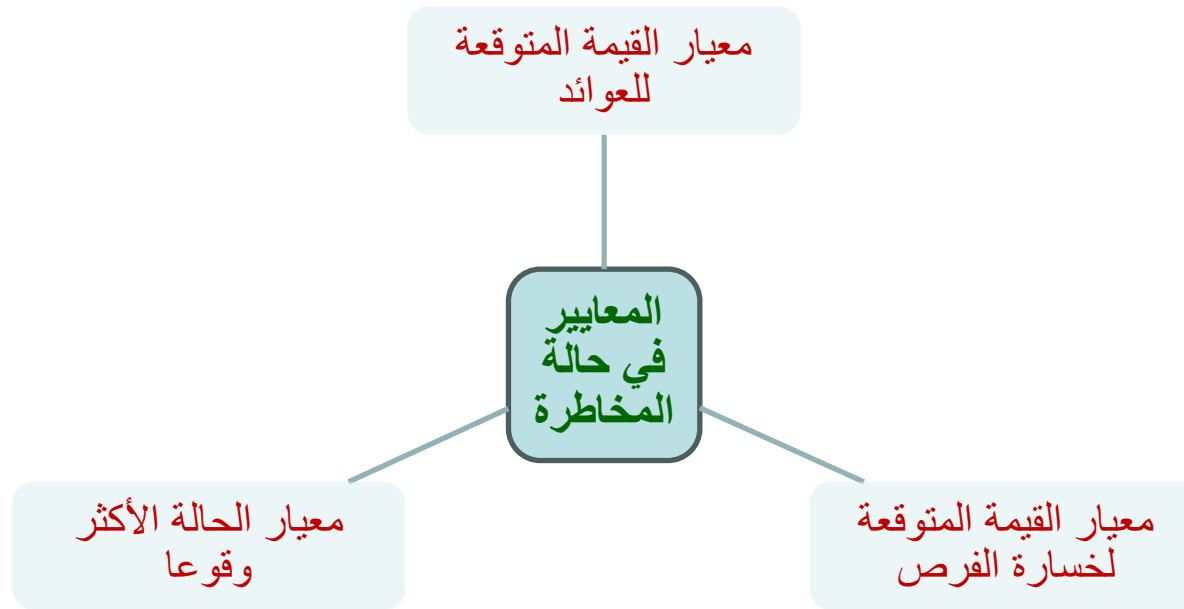 معيار القيمة المتوقعة
للعوائد
المعايير
في حالة
المخاطرة
معيار القيمة المتوقعة
لخسارة الفرص
معيار الحالة الأكثر
وقوعا